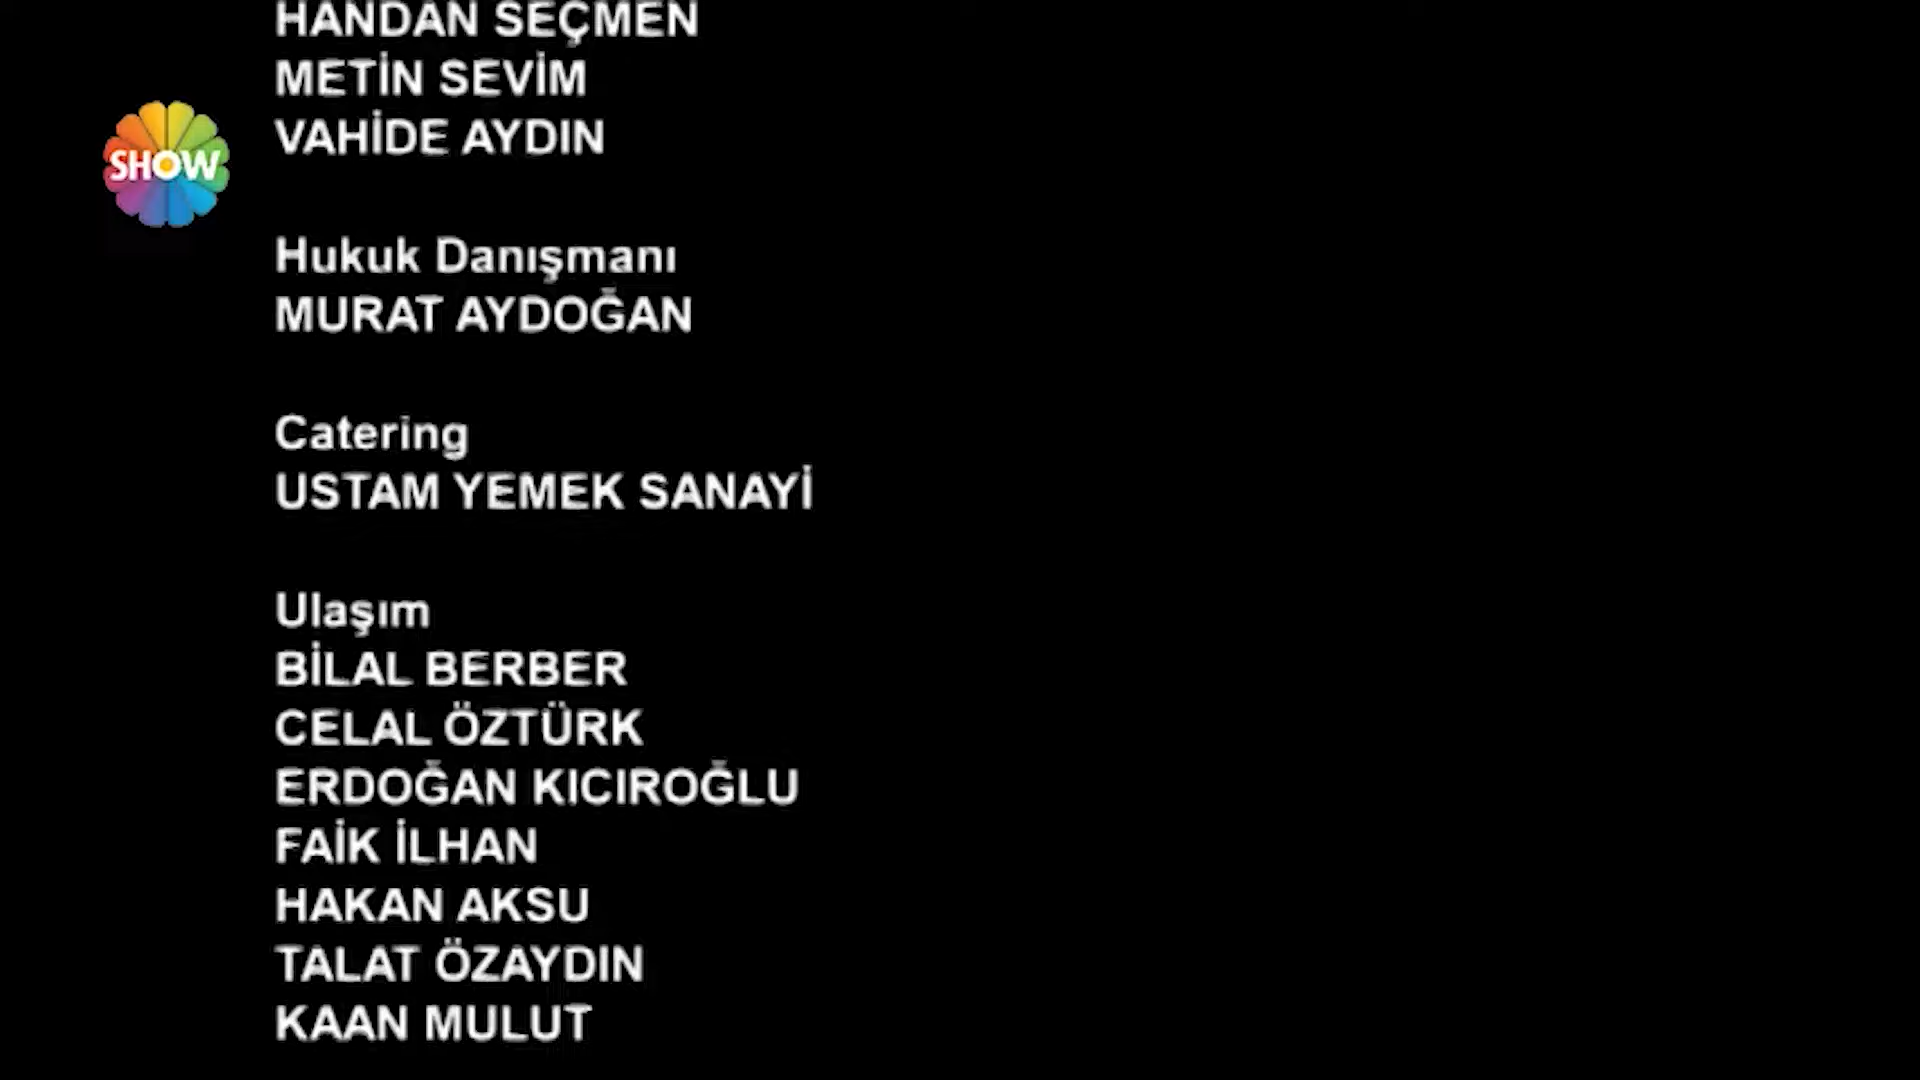 HANDAN SEÇMEN
METİN SEVİM
VAHİDE AYDIN
SHOW
Hukuk Danışmanı
MURAT AYDOĞAN
Catering
USTAM YEMEK SANAYİ
Ulaşım
BİLAL BERBER
CELAL ÖZTÜRK
ERDOĞAN KICIROĞLU
FAİK İLHAN
HAKAN AKSU
TALAT ÖZAYDIN
KAAN MULUT